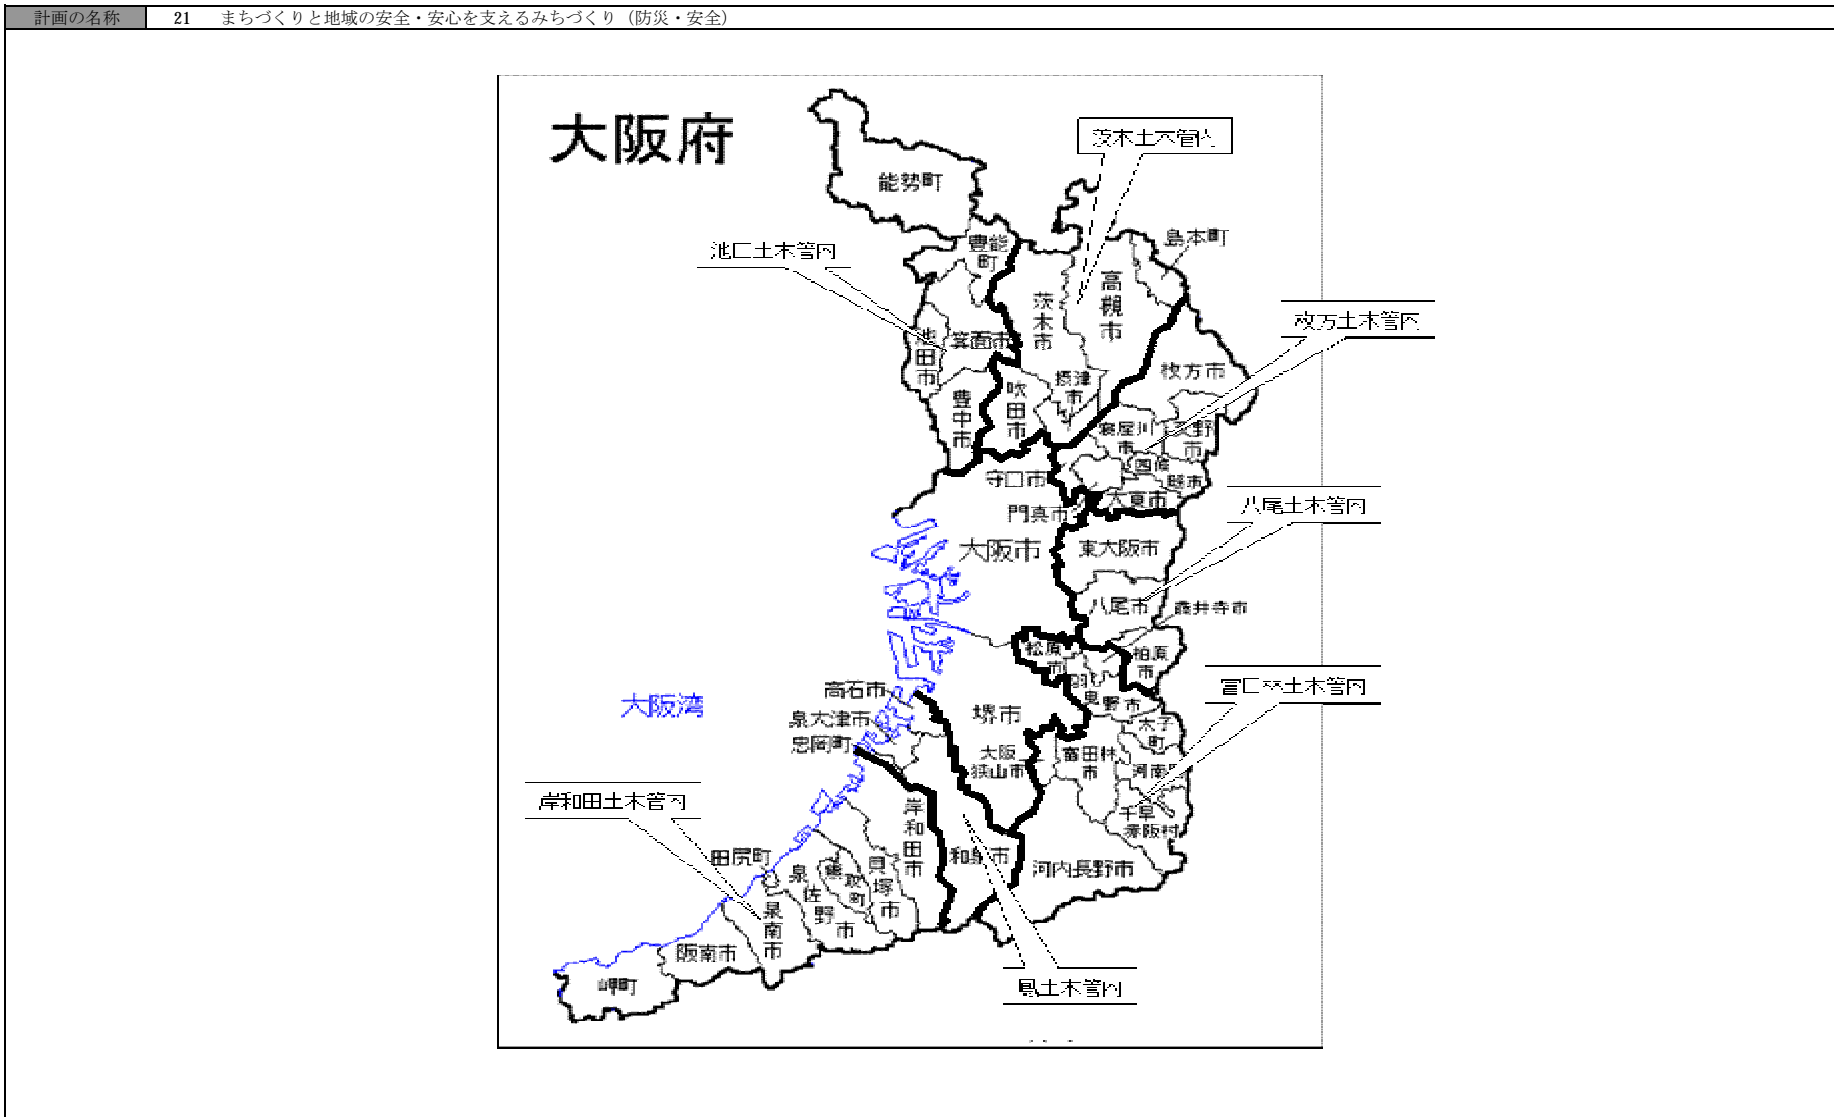 計画の名称
21 まちづくりと地域の安全・安心を支えるみちづくり（防災・安全）
大阪府
茨木土木管内
能勢町
島本町
豊能町
池田土木管内
高槻市
茨木市
枚方土木管内
池田市
箕面市
枚方市
摂津市
吹田市
豊中市
寝屋川市
交野市
四條畷市
守口市
大東市
門真市
八尾土木管内
大阪市
東大阪市
八尾市
藤井寺市
松原市
柏原市
羽曳野市
富田林土木管内
高石市
大阪湾
堺市
泉大津市
太子町
忠岡町
大阪狭山市
富田林市
河南町
岸和田土木管内
岸和田市
千早赤阪村
和泉市
河内長野市
田尻町
貝塚市
熊取町
泉佐野市
泉南市
阪南市
岬町
鳳土木管内